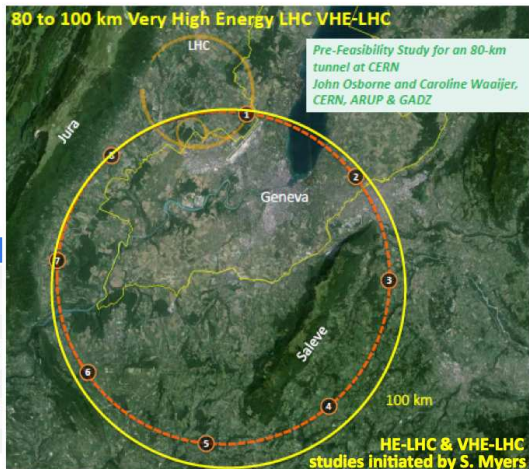 80 to 100 km Very High Energy LHC VHE-LHC
LHC
Pre-Feasibility Study for an 80-km
tunnel at CERN
John Osborne and Caroline Waaijer,
CERN, ARUP & GADZ
Jura
1
8
2
Geneva
7
3
Saleve
6
4
100 km
5
HE-LHC & VHE-LHC
studies initiated by S. Myers